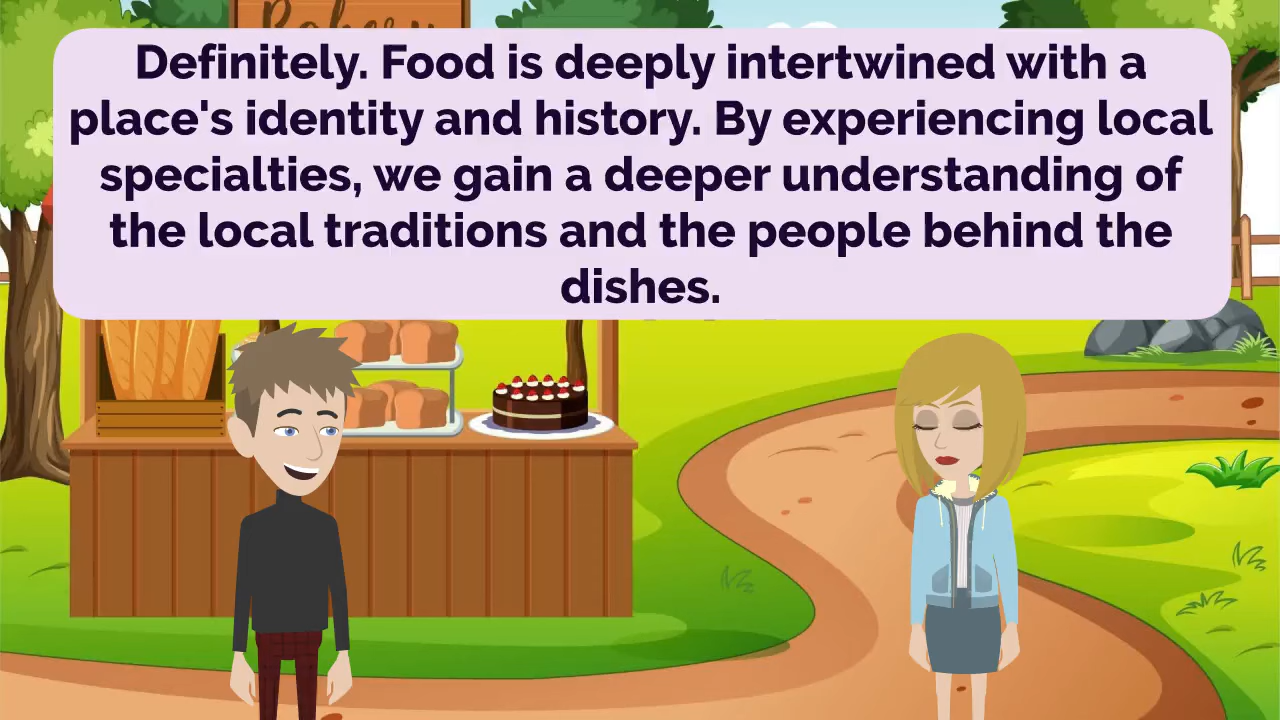 Bakery
Definitely. Food is deeply intertwined with a
place's identity and history. By experiencing local
specialties, we gain a deeper understanding of
the local traditions and the people behind the
dishes.